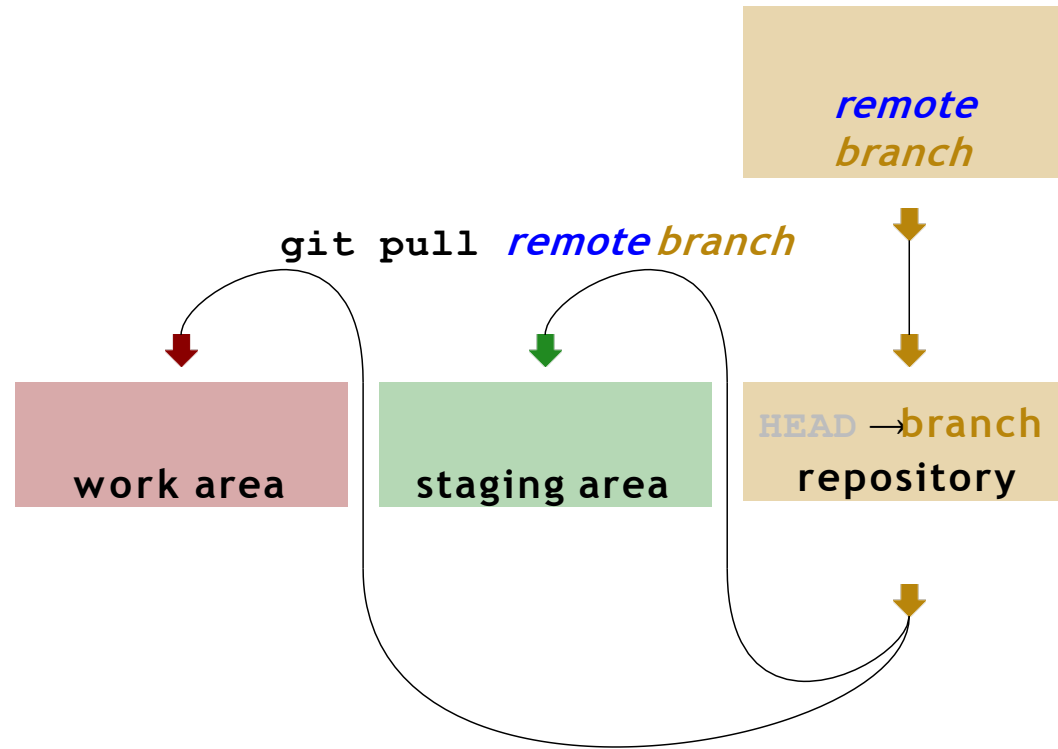 remote
branch
git pull remote branch
HEAD → branch
work area
staging area
repository